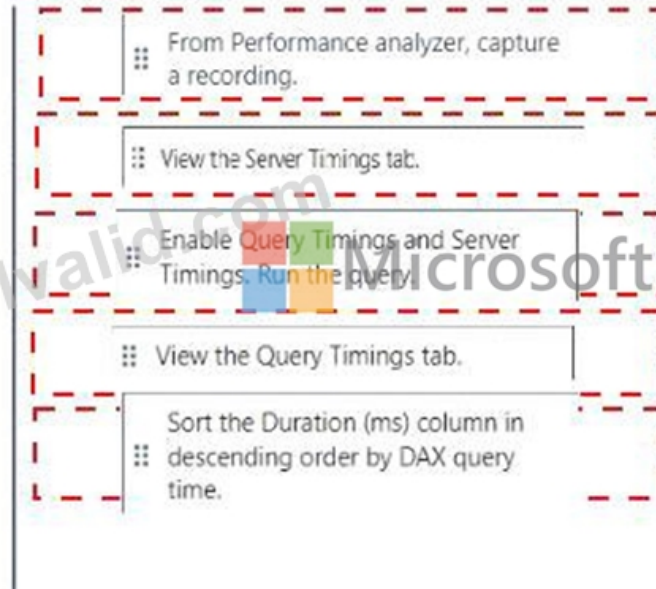 From Performance analyzer, capture
a recording.
View the Server Timings tab.
Enable Query Timings and Server
Timings. Run the query.
Microsoft
View the Query Timings tab.
Sort the Duration (ms) column in
descending order by DAX query
time.